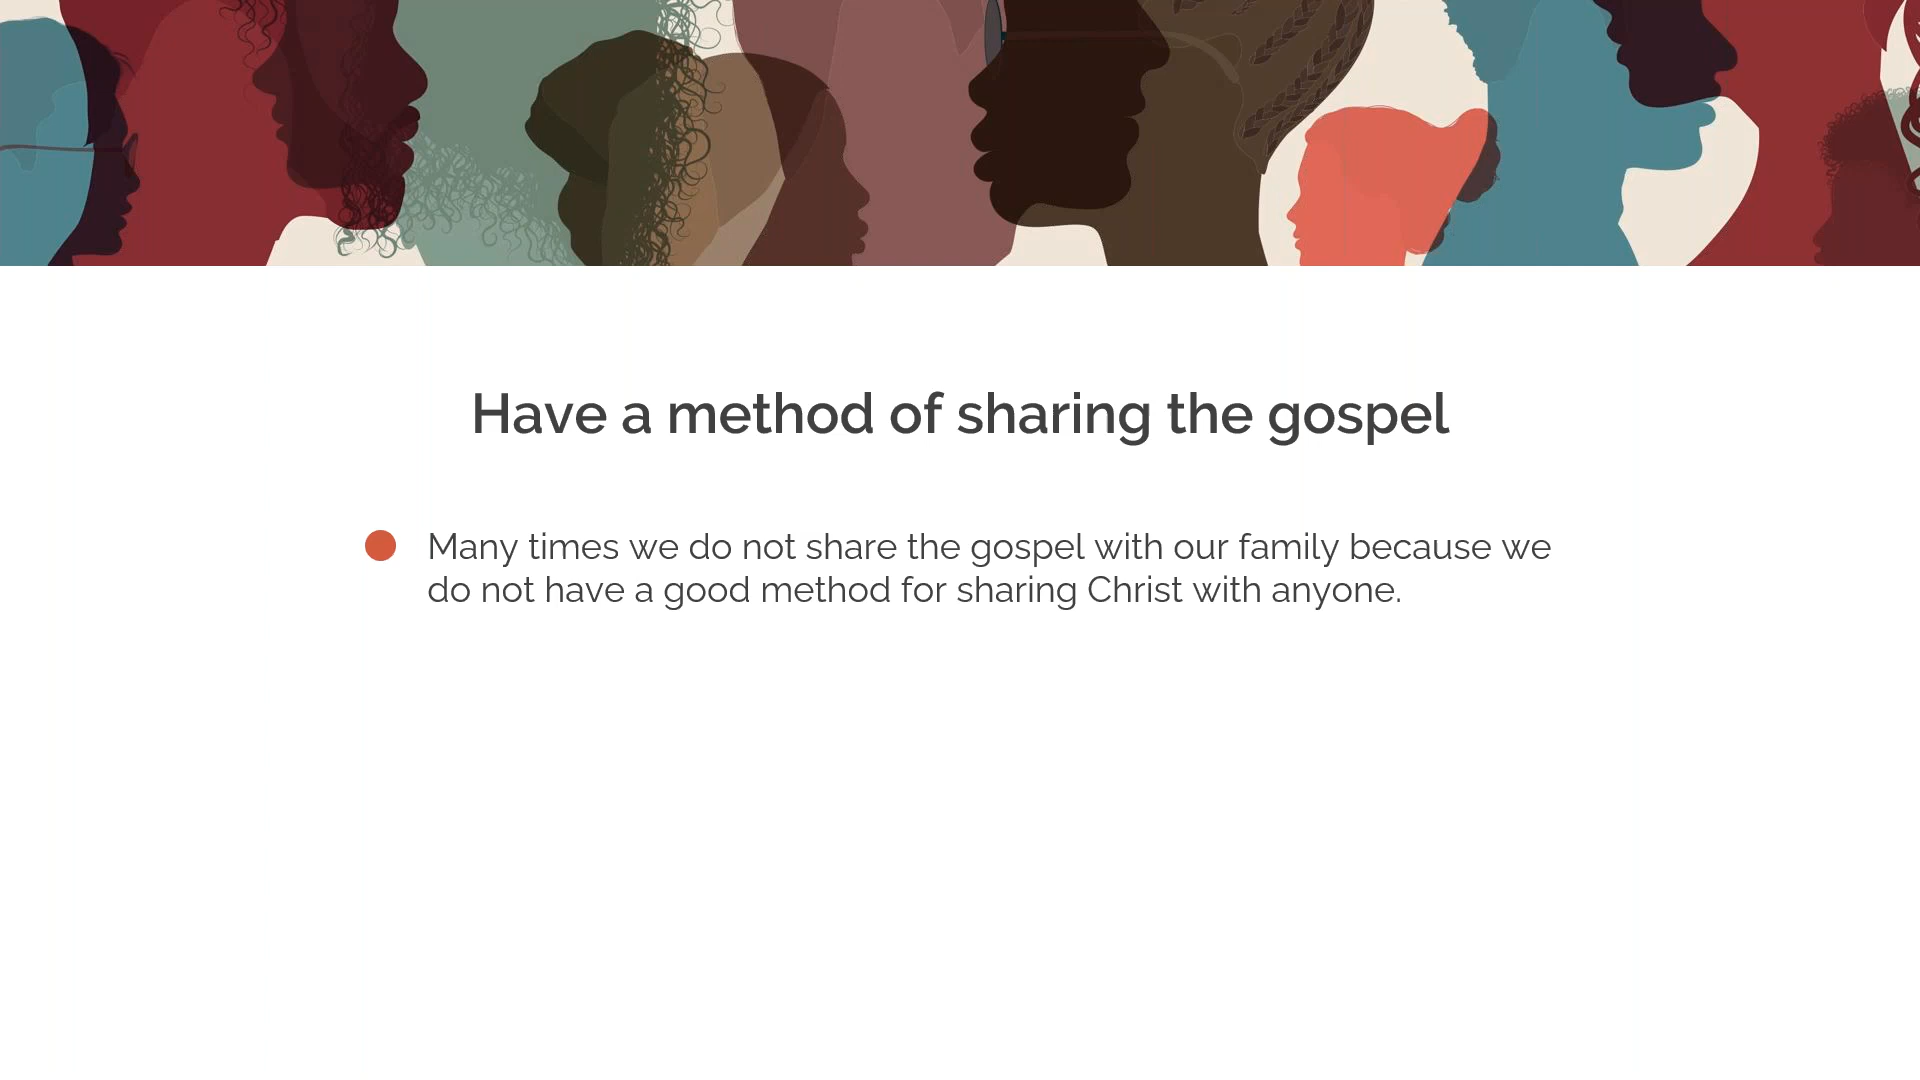 Have a method of sharing the gospel
Many times we do not share the gospel with our family because we
do not have a good method for sharing Christ with anyone.